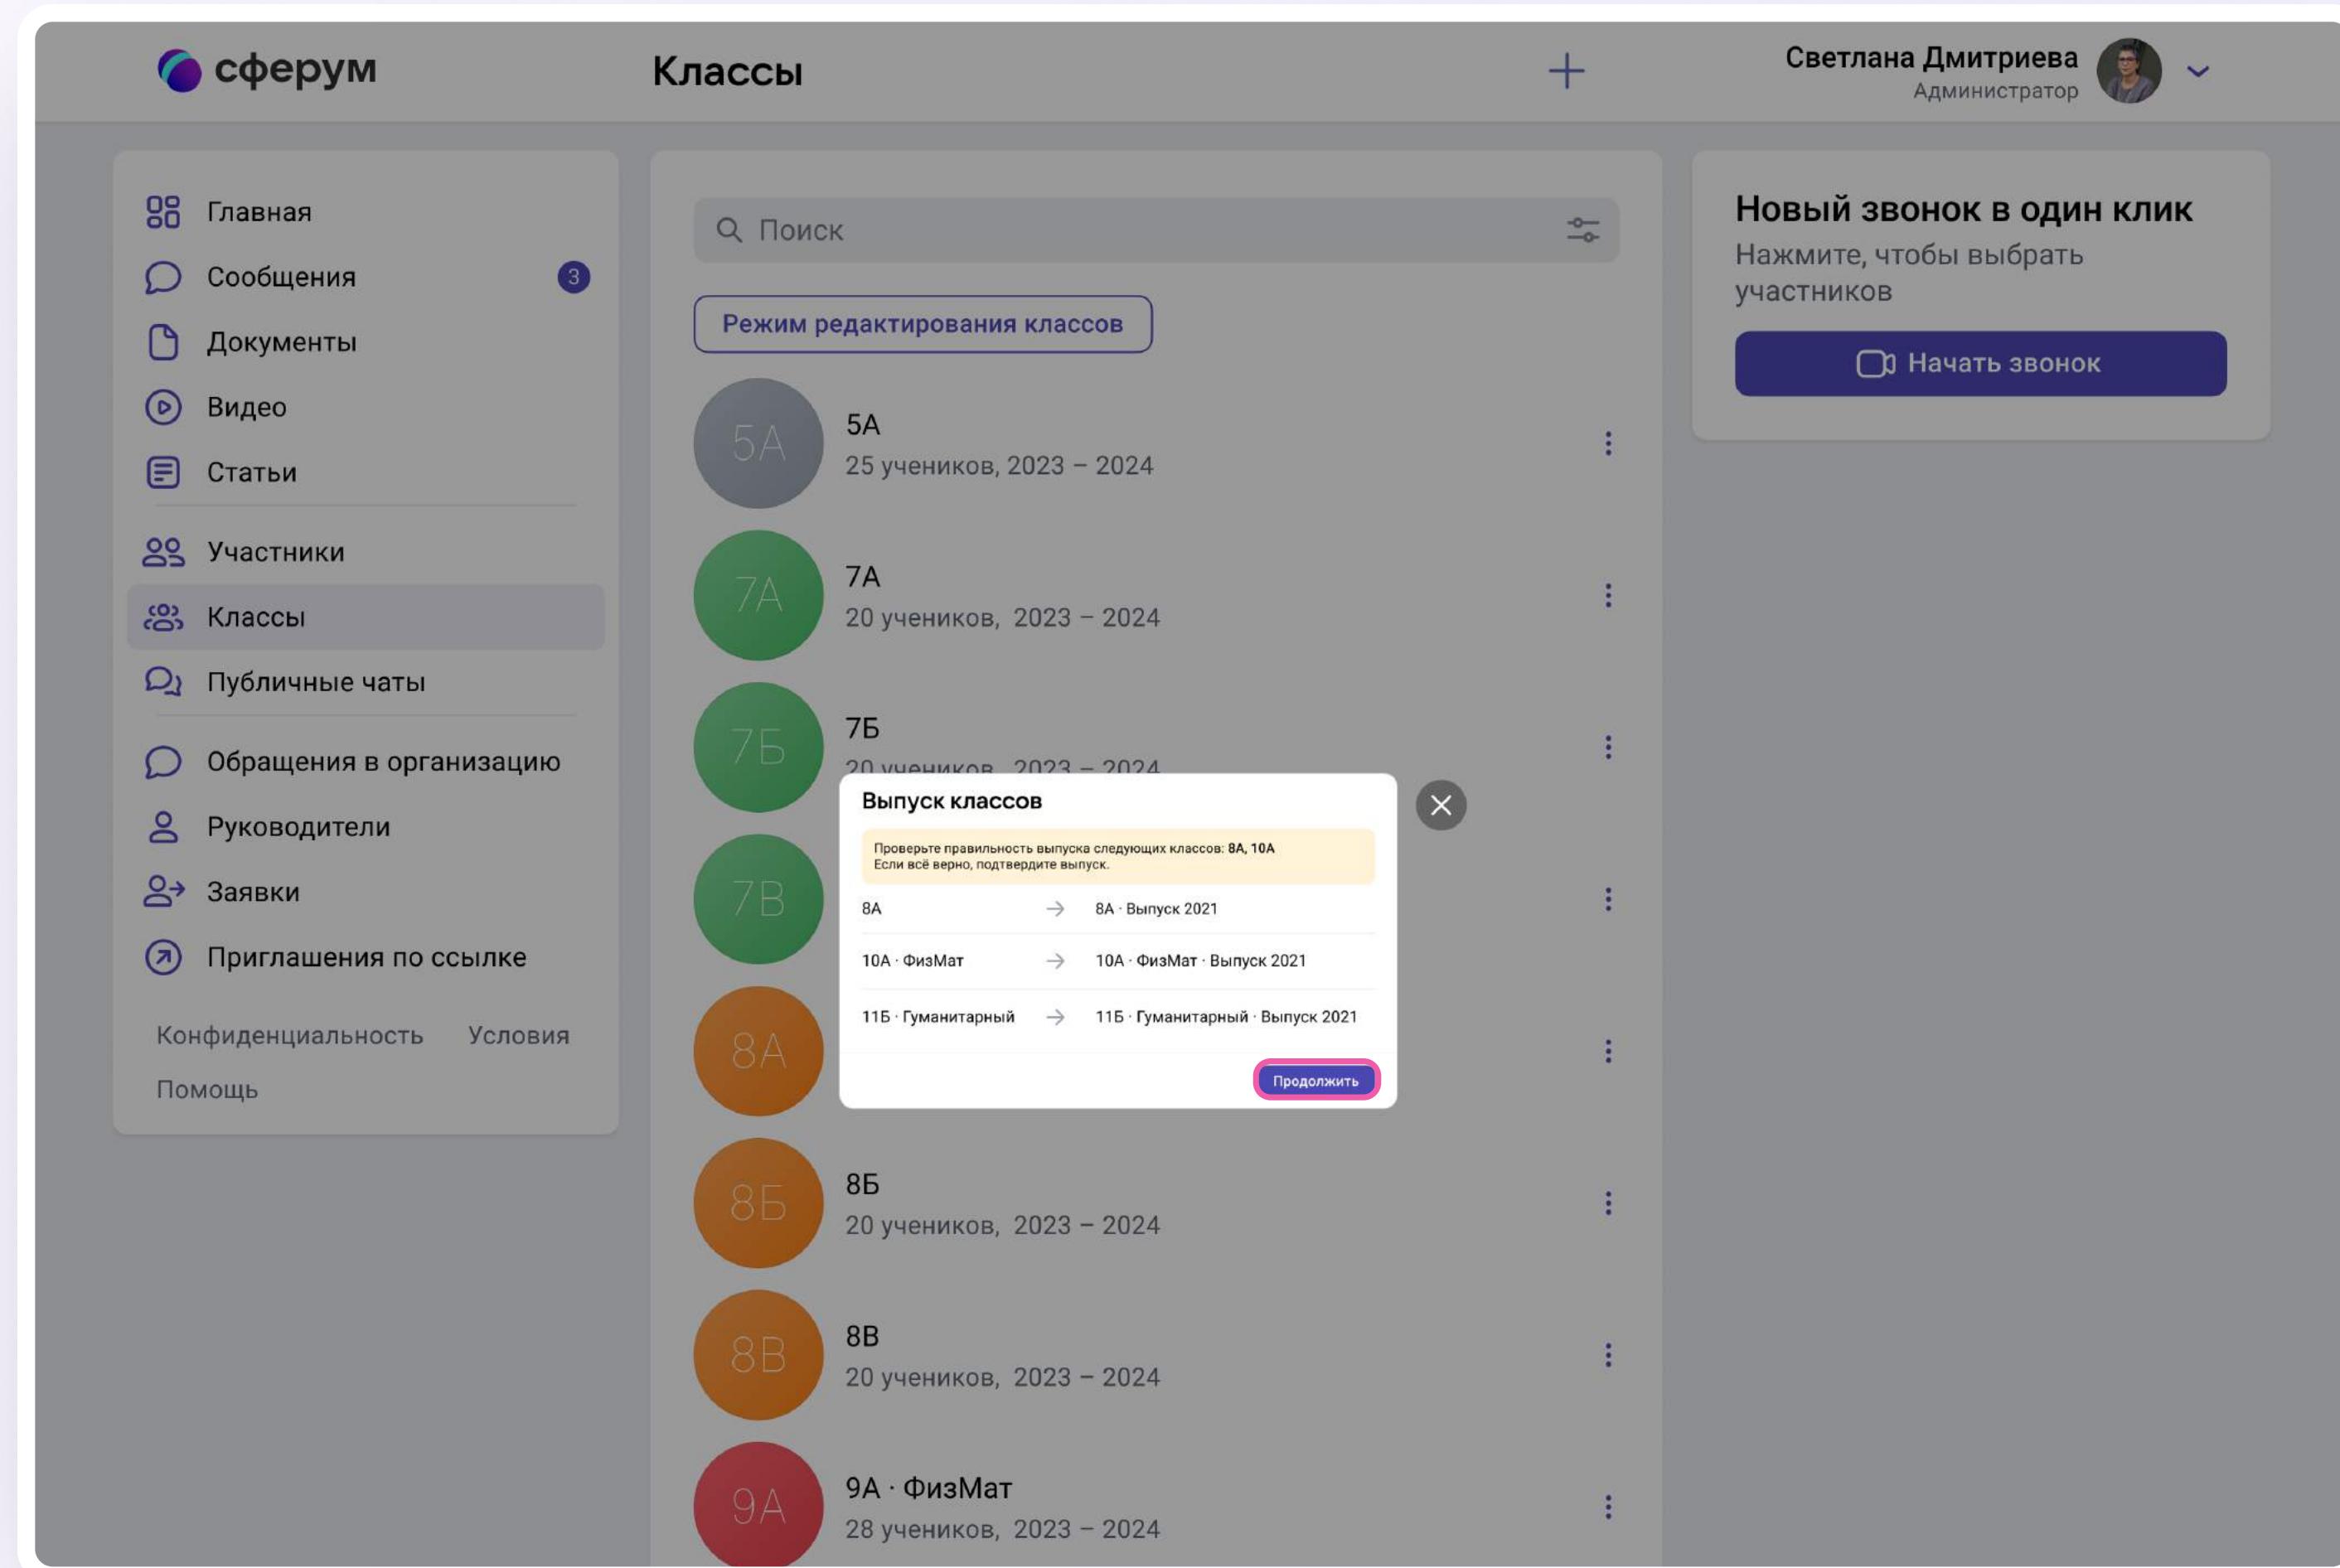 сферум
Классы
Светлана Дмитриева
Администратор
Главная
Сообщения
3
Документы
Видео
Статьи
Участники
Классы
Публичные чаты
Обращения в организацию
Руководители
Заявки
Приглашения по ссылке
Конфиденциальность Условия
Помощь
Поиск
Режим редактирования классов
5А
5А
25 учеников, 2023 – 2024
7А
7А
20 учеников, 2023 – 2024
7Б
7Б
20 учеников, 2023 – 2024
7В
8А
Выпуск классов
Проверьте правильность выпуска следующих классов: 8А, 10А
Если всё верно, подтвердите выпуск.
8А → 8А · Выпуск 2021
10А · ФизМат → 10А · ФизМат · Выпуск 2021
11Б · Гуманитарный → 11Б · Гуманитарный · Выпуск 2021
Продолжить
8Б
8Б
20 учеников, 2023 – 2024
8В
8В
20 учеников, 2023 – 2024
9А
9А · ФизМат
28 учеников, 2023 – 2024
Новый звонок в один клик
Нажмите, чтобы выбрать
участников
Начать звонок